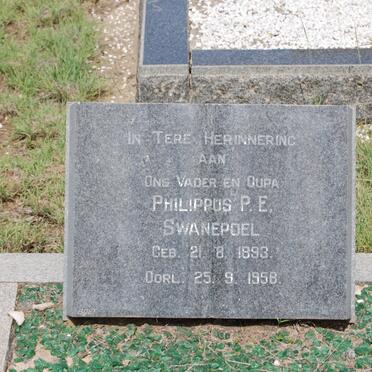 In Tere Herinnering
aan
Ons Vader en Oupa
Philippus P. E.
Swanepoel
Geb. 21. 8. 1893.
Oorl. 25. 9. 1958.